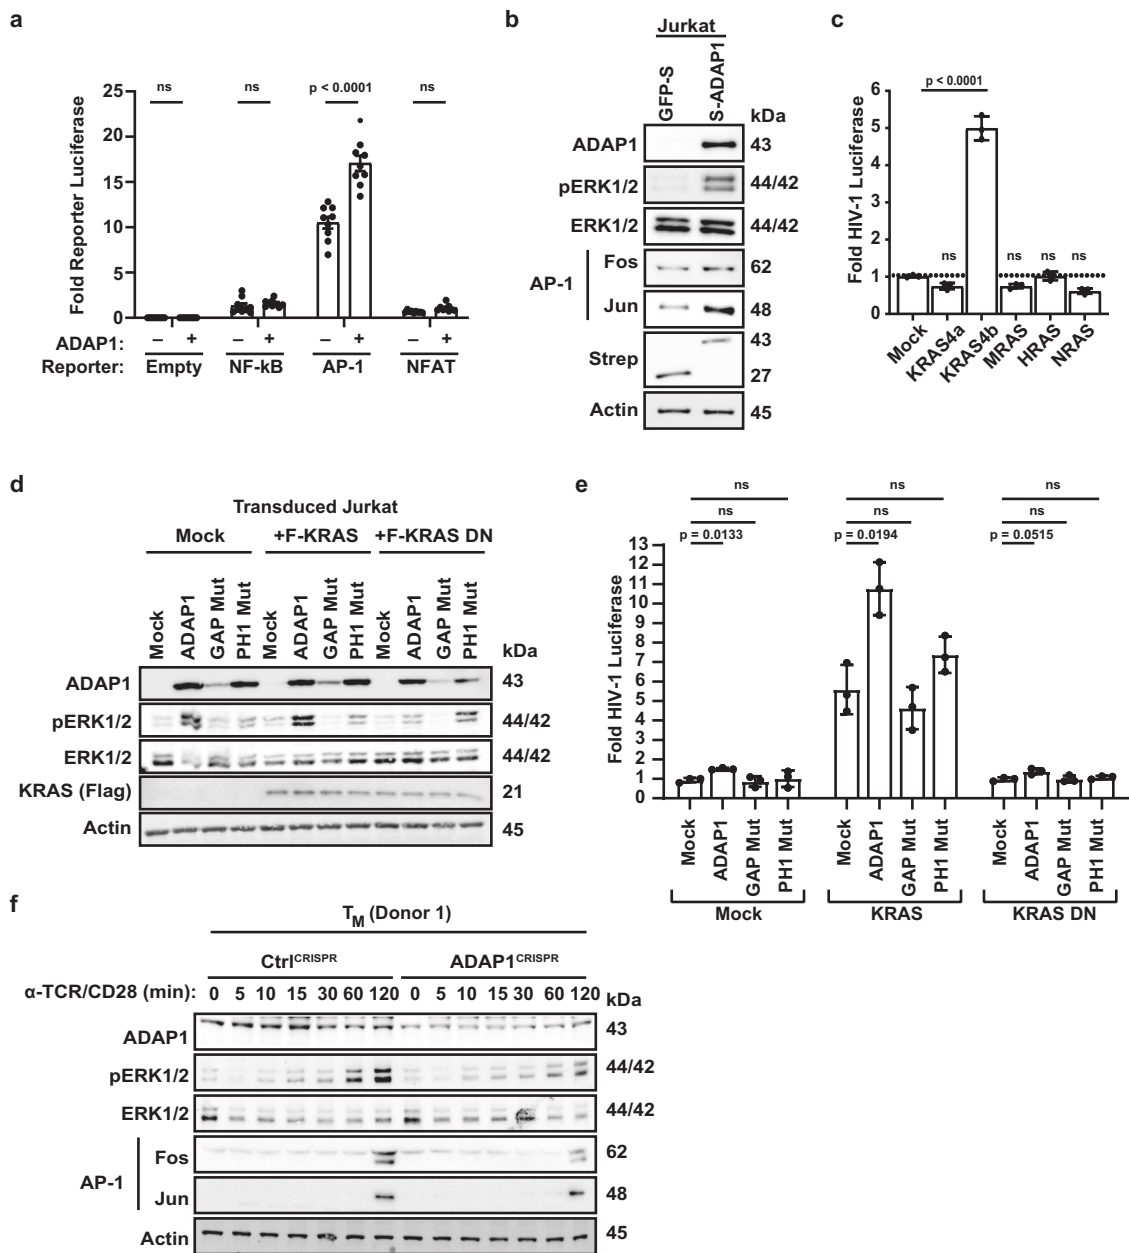 a
ns
ns
p < 0.0001
ns
Fold Reporter Luciferase
25
20
15
10
5
0
ADAP1: – + – + – + – +
Reporter: Empty NF-kB AP-1 NFAT
b
Jurkat
GFP-S
S-ADAP1
kDa
ADAP1 43
pERK1/2 44/42
ERK1/2 44/42
AP-1
Fos 62
Jun 48
Strep 43
27
Actin 45
c
p < 0.0001
Fold HIV-1 Luciferase
6
5
4
3
2
1
0
ns
ns
ns
ns
Mock
KRAS4a
KRAS4b
MRAS
HRAS
NRAS
d
Transduced Jurkat
Mock +F-KRAS +F-KRAS DN
Mock
ADAP1
GAP Mut
PH1 Mut
Mock
ADAP1
GAP Mut
PH1 Mut
Mock
ADAP1
GAP Mut
PH1 Mut
kDa
ADAP1 43
pERK1/2 44/42
ERK1/2 44/42
KRAS (Flag) 21
Actin 45
e
ns ns ns
ns ns ns
p = 0.0133 p = 0.0194 p = 0.0515
Fold HIV-1 Luciferase
13
12
11
10
9
8
7
6
5
4
3
2
1
0
Mock
ADAP1
GAP Mut
PH1 Mut
Mock
ADAP1
GAP Mut
PH1 Mut
Mock
ADAP1
GAP Mut
PH1 Mut
Mock KRAS KRAS DN
f
TM (Donor 1)
CtrlCRISPR ADAP1CRISPR
α-TCR/CD28 (min): 0 5 10 15 30 60 120 0 5 10 15 30 60 120
kDa
ADAP1 43
pERK1/2 44/42
ERK1/2 44/42
AP-1
Fos 62
Jun 48
Actin 45